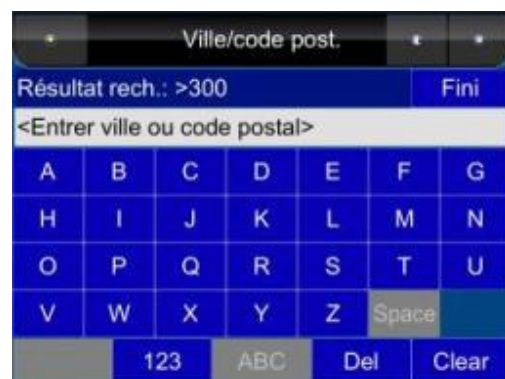 Ville/code post.
Résultat rech.: >300 Fini
<Entrer ville ou code postal>
A B C D E F G
H I J K L M N
O P Q R S T U
V W X Y Z Space
123 ABC Del Clear